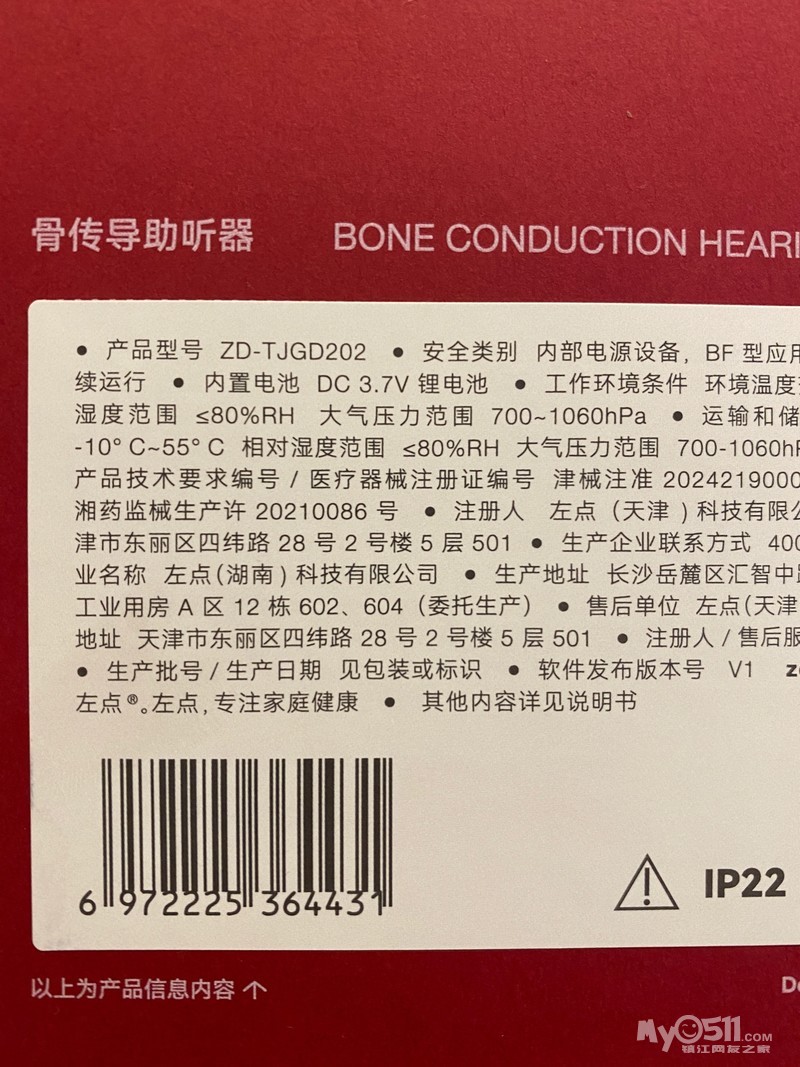 骨传导助听器 BONE CONDUCTION HEARI
• 产品型号 ZD-TJGD202 • 安全类别 内部电源设备, BF 型应用
续运行 • 内置电池 DC 3.7V 锂电池 • 工作环境条件 环境温度
湿度范围 ≤80%RH 大气压力范围 700~1060hPa • 运输和储
-10° C~55° C 相对湿度范围 ≤80%RH 大气压力范围 700-1060hP
产品技术要求编号 / 医疗器械注册证编号 津械注准 2024219000
湘药监械生产许 20210086 号 • 注册人 左点（天津）科技有限公
津市东丽区四纬路 28 号 2 号楼 5 层 501 • 生产企业联系方式 400
业名称 左点(湖南)科技有限公司 • 生产地址 长沙岳麓区汇智中路
工业用房 A 区 12 栋 602、604（委托生产） • 售后单位 左点(天津
地址 天津市东丽区四纬路 28 号 2 号楼 5 层 501 • 注册人 / 售后服
• 生产批号 / 生产日期 见包装或标识 • 软件发布版本号 V1 z
左点®。左点,专注家庭健康 • 其他内容详见说明书
6 972225 364431
IP22
以上为产品信息内容 ↑
De
My0511.COM
镇江网友之家